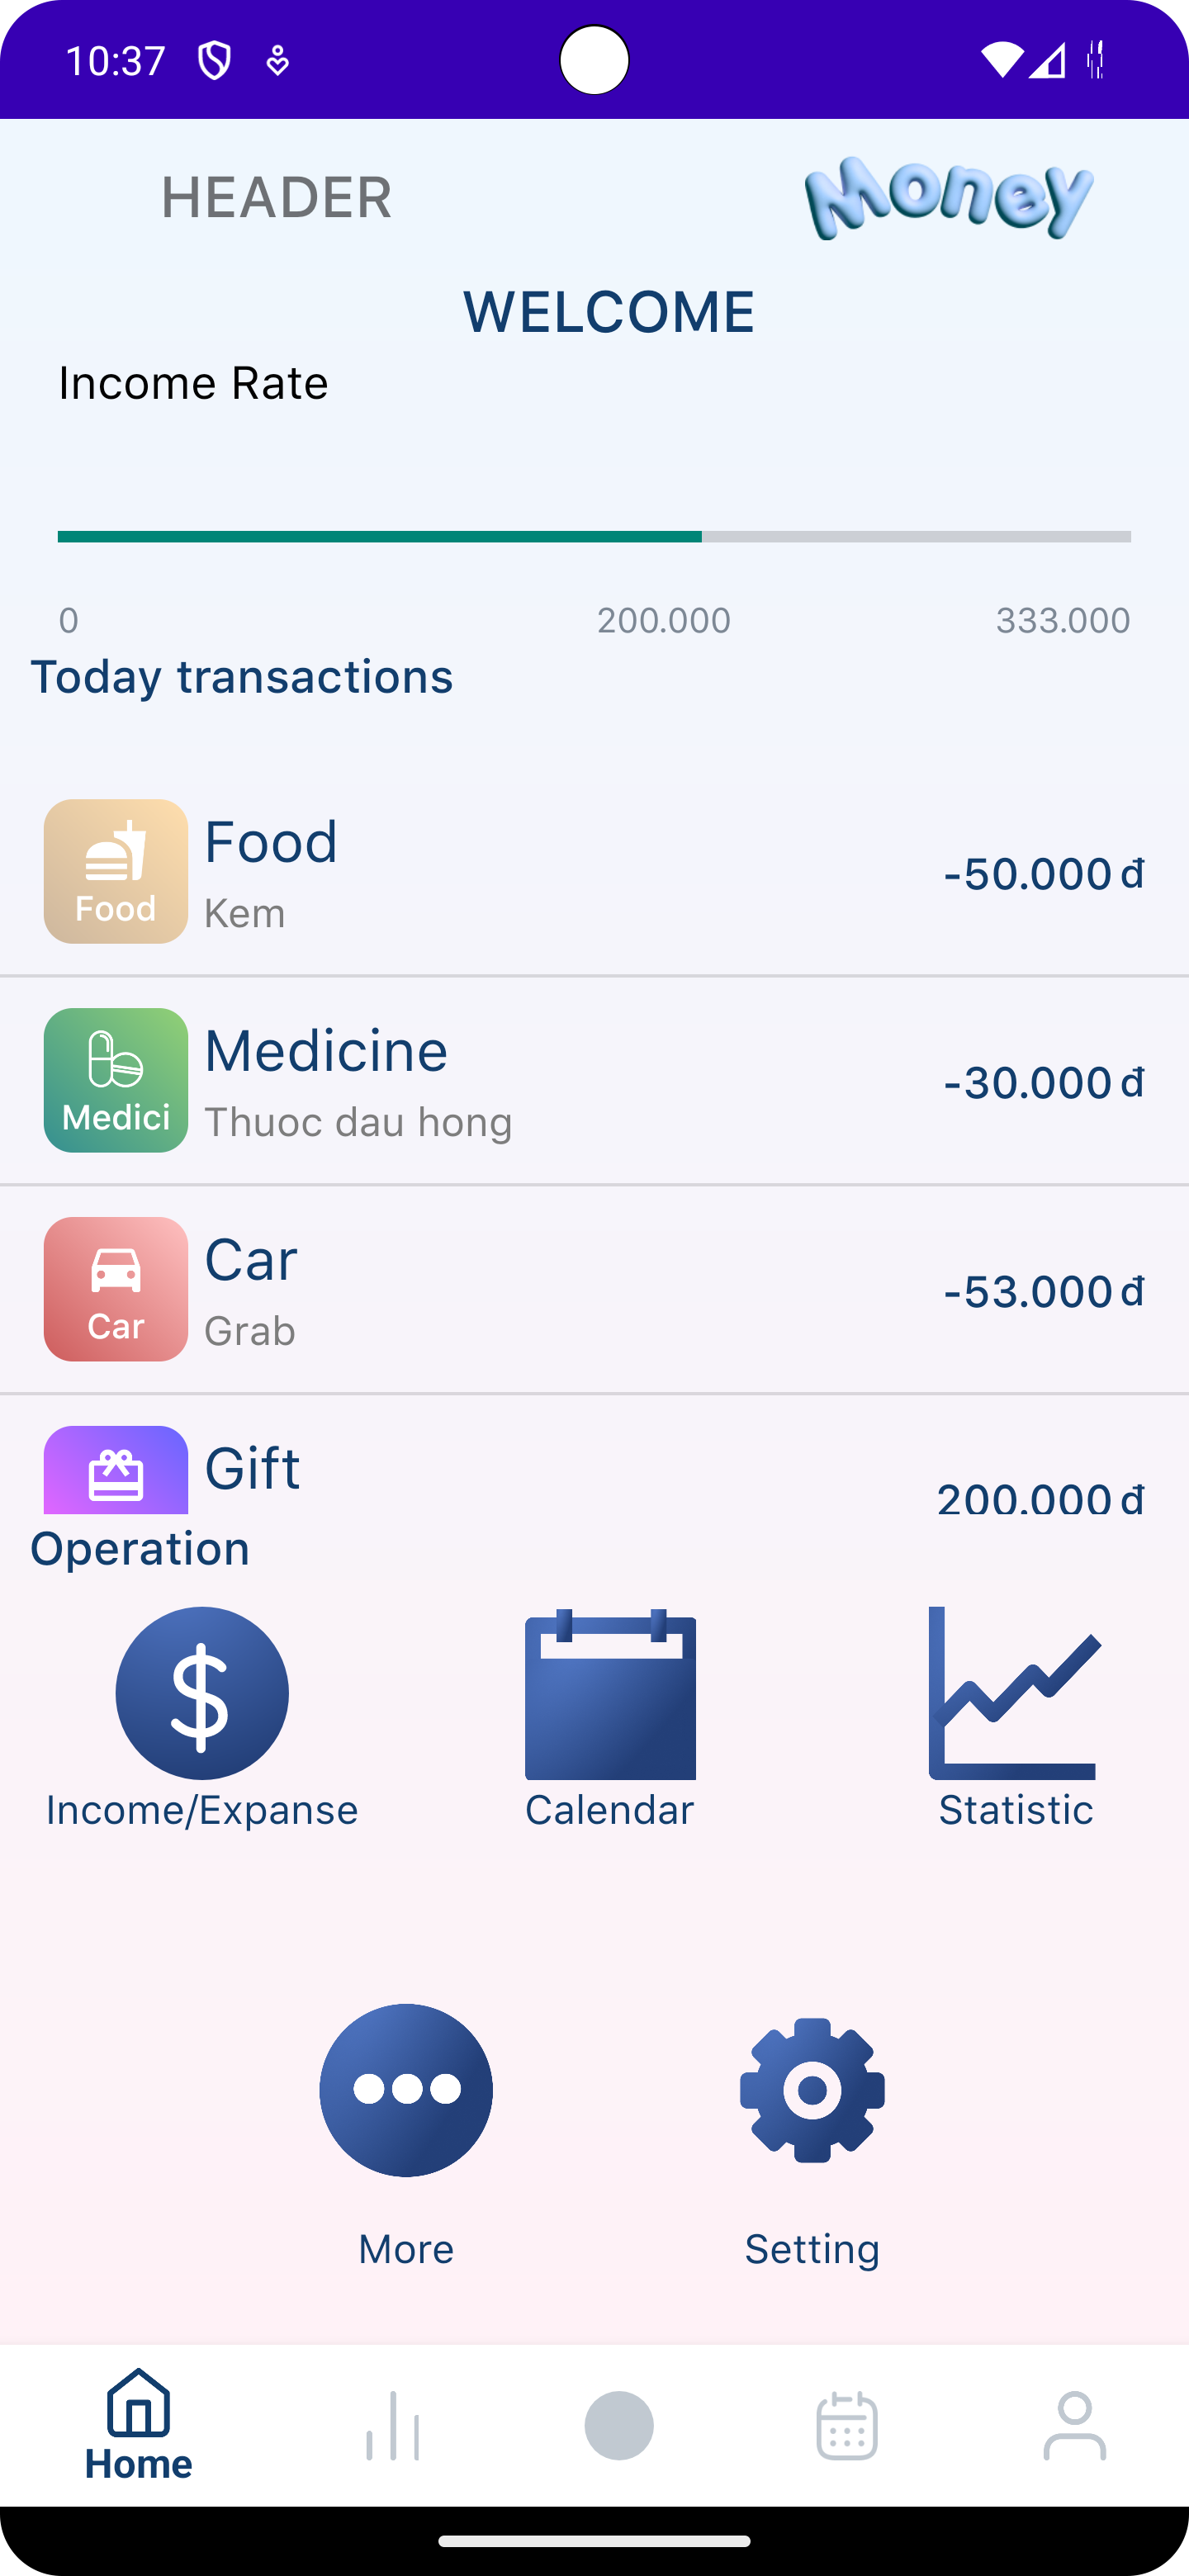 10:37
HEADER
Money
WELCOME
Income Rate
0 200.000 333.000
Today transactions
Food
Food
Kem
-50.000 đ
Medici
Medicine
Thuoc dau hong
-30.000 đ
Car
Car
Grab
-53.000 đ
Gift
200.000 đ
Operation
Income/Expanse Calendar Statistic
More Setting
Home